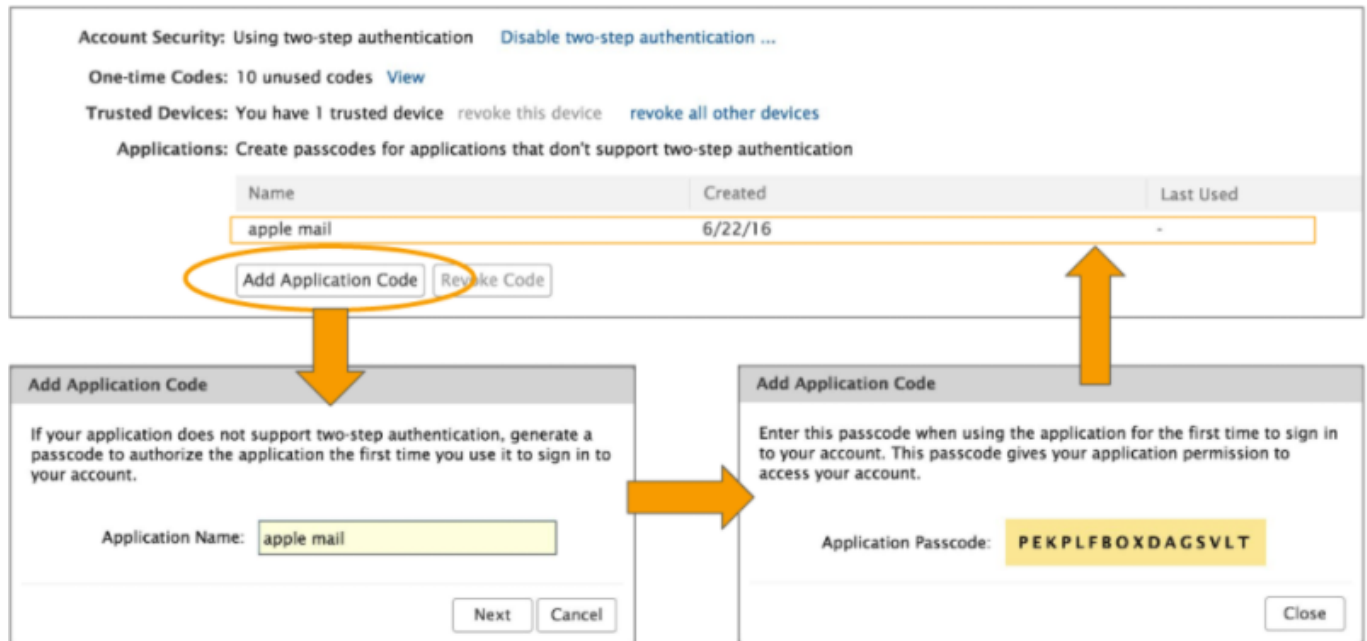 Account Security: Using two-step authentication Disable two-step authentication ...
One-time Codes: 10 unused codes View
Trusted Devices: You have 1 trusted device revoke this device revoke all other devices
Applications: Create passcodes for applications that don't support two-step authentication
Name Created Last Used
apple mail 6/22/16 -
Add Application Code Revoke Code
Add Application Code
If your application does not support two-step authentication, generate a
passcode to authorize the application the first time you use it to sign in to
your account.
Application Name: apple mail
Next Cancel
Add Application Code
Enter this passcode when using the application for the first time to sign in
to your account. This passcode gives your application permission to
access your account.
Application Passcode: PEKPLFBOXDAGSVLT
Close